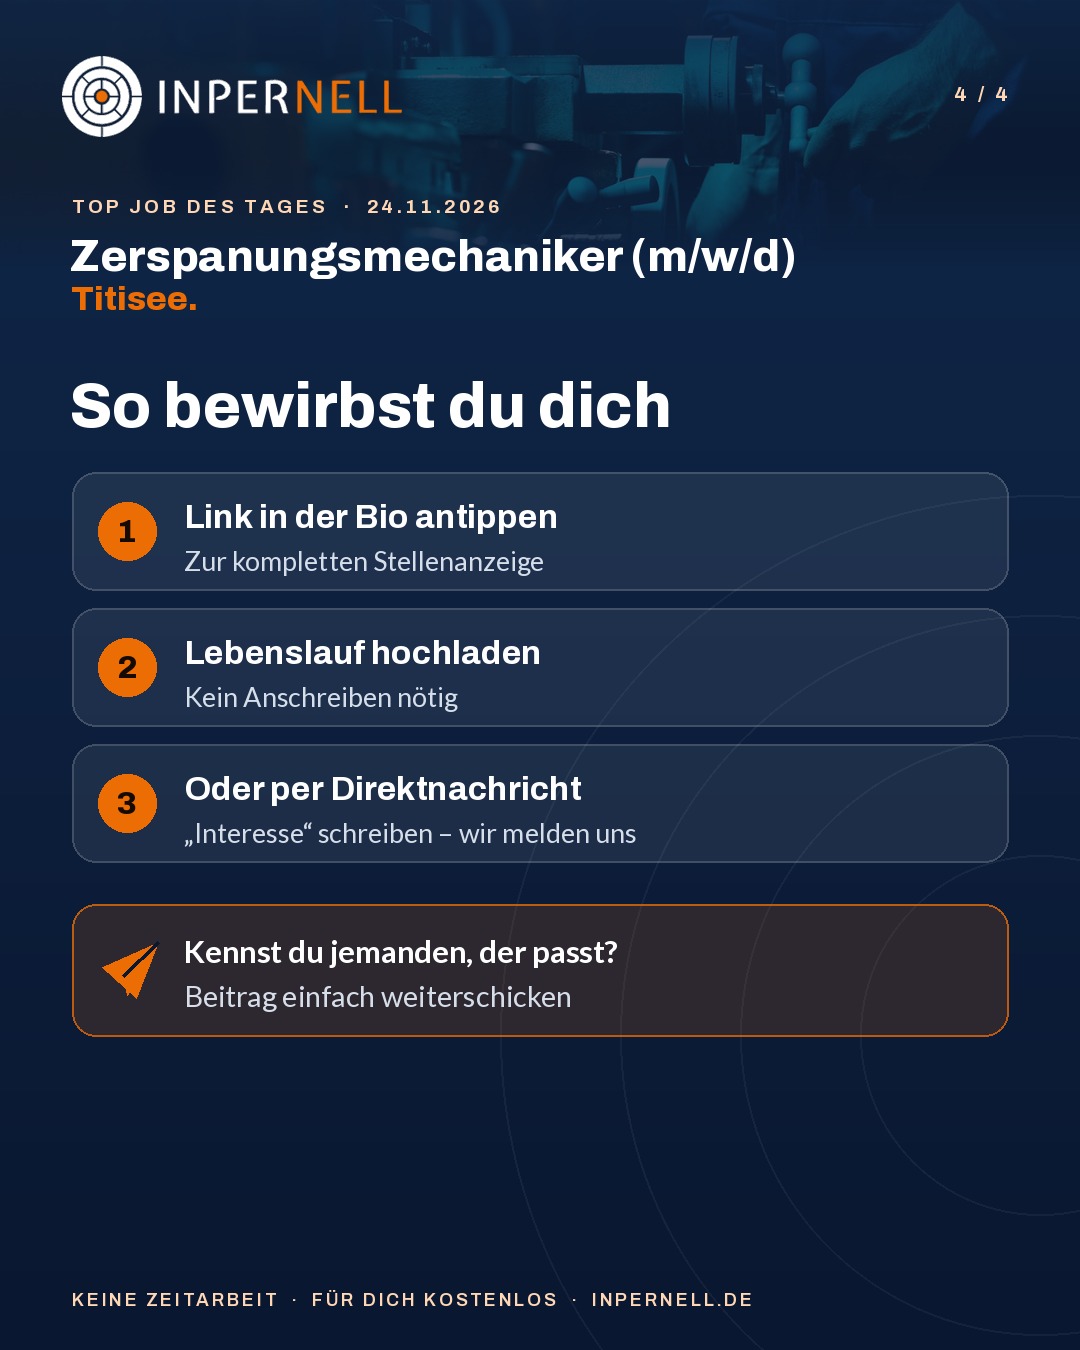 INPERNELL
4 / 4
TOP JOB DES TAGES · 24.11.2026
Zerspanungsmechaniker (m/w/d)
Titisee.
So bewirbst du dich
1
Link in der Bio antippen
Zur kompletten Stellenanzeige
2
Lebenslauf hochladen
Kein Anschreiben nötig
3
Oder per Direktnachricht
„Interesse“ schreiben – wir melden uns
Kennst du jemanden, der passt?
Beitrag einfach weiterschicken
KEINE ZEITARBEIT · FÜR DICH KOSTENLOS · INPERNELL.DE